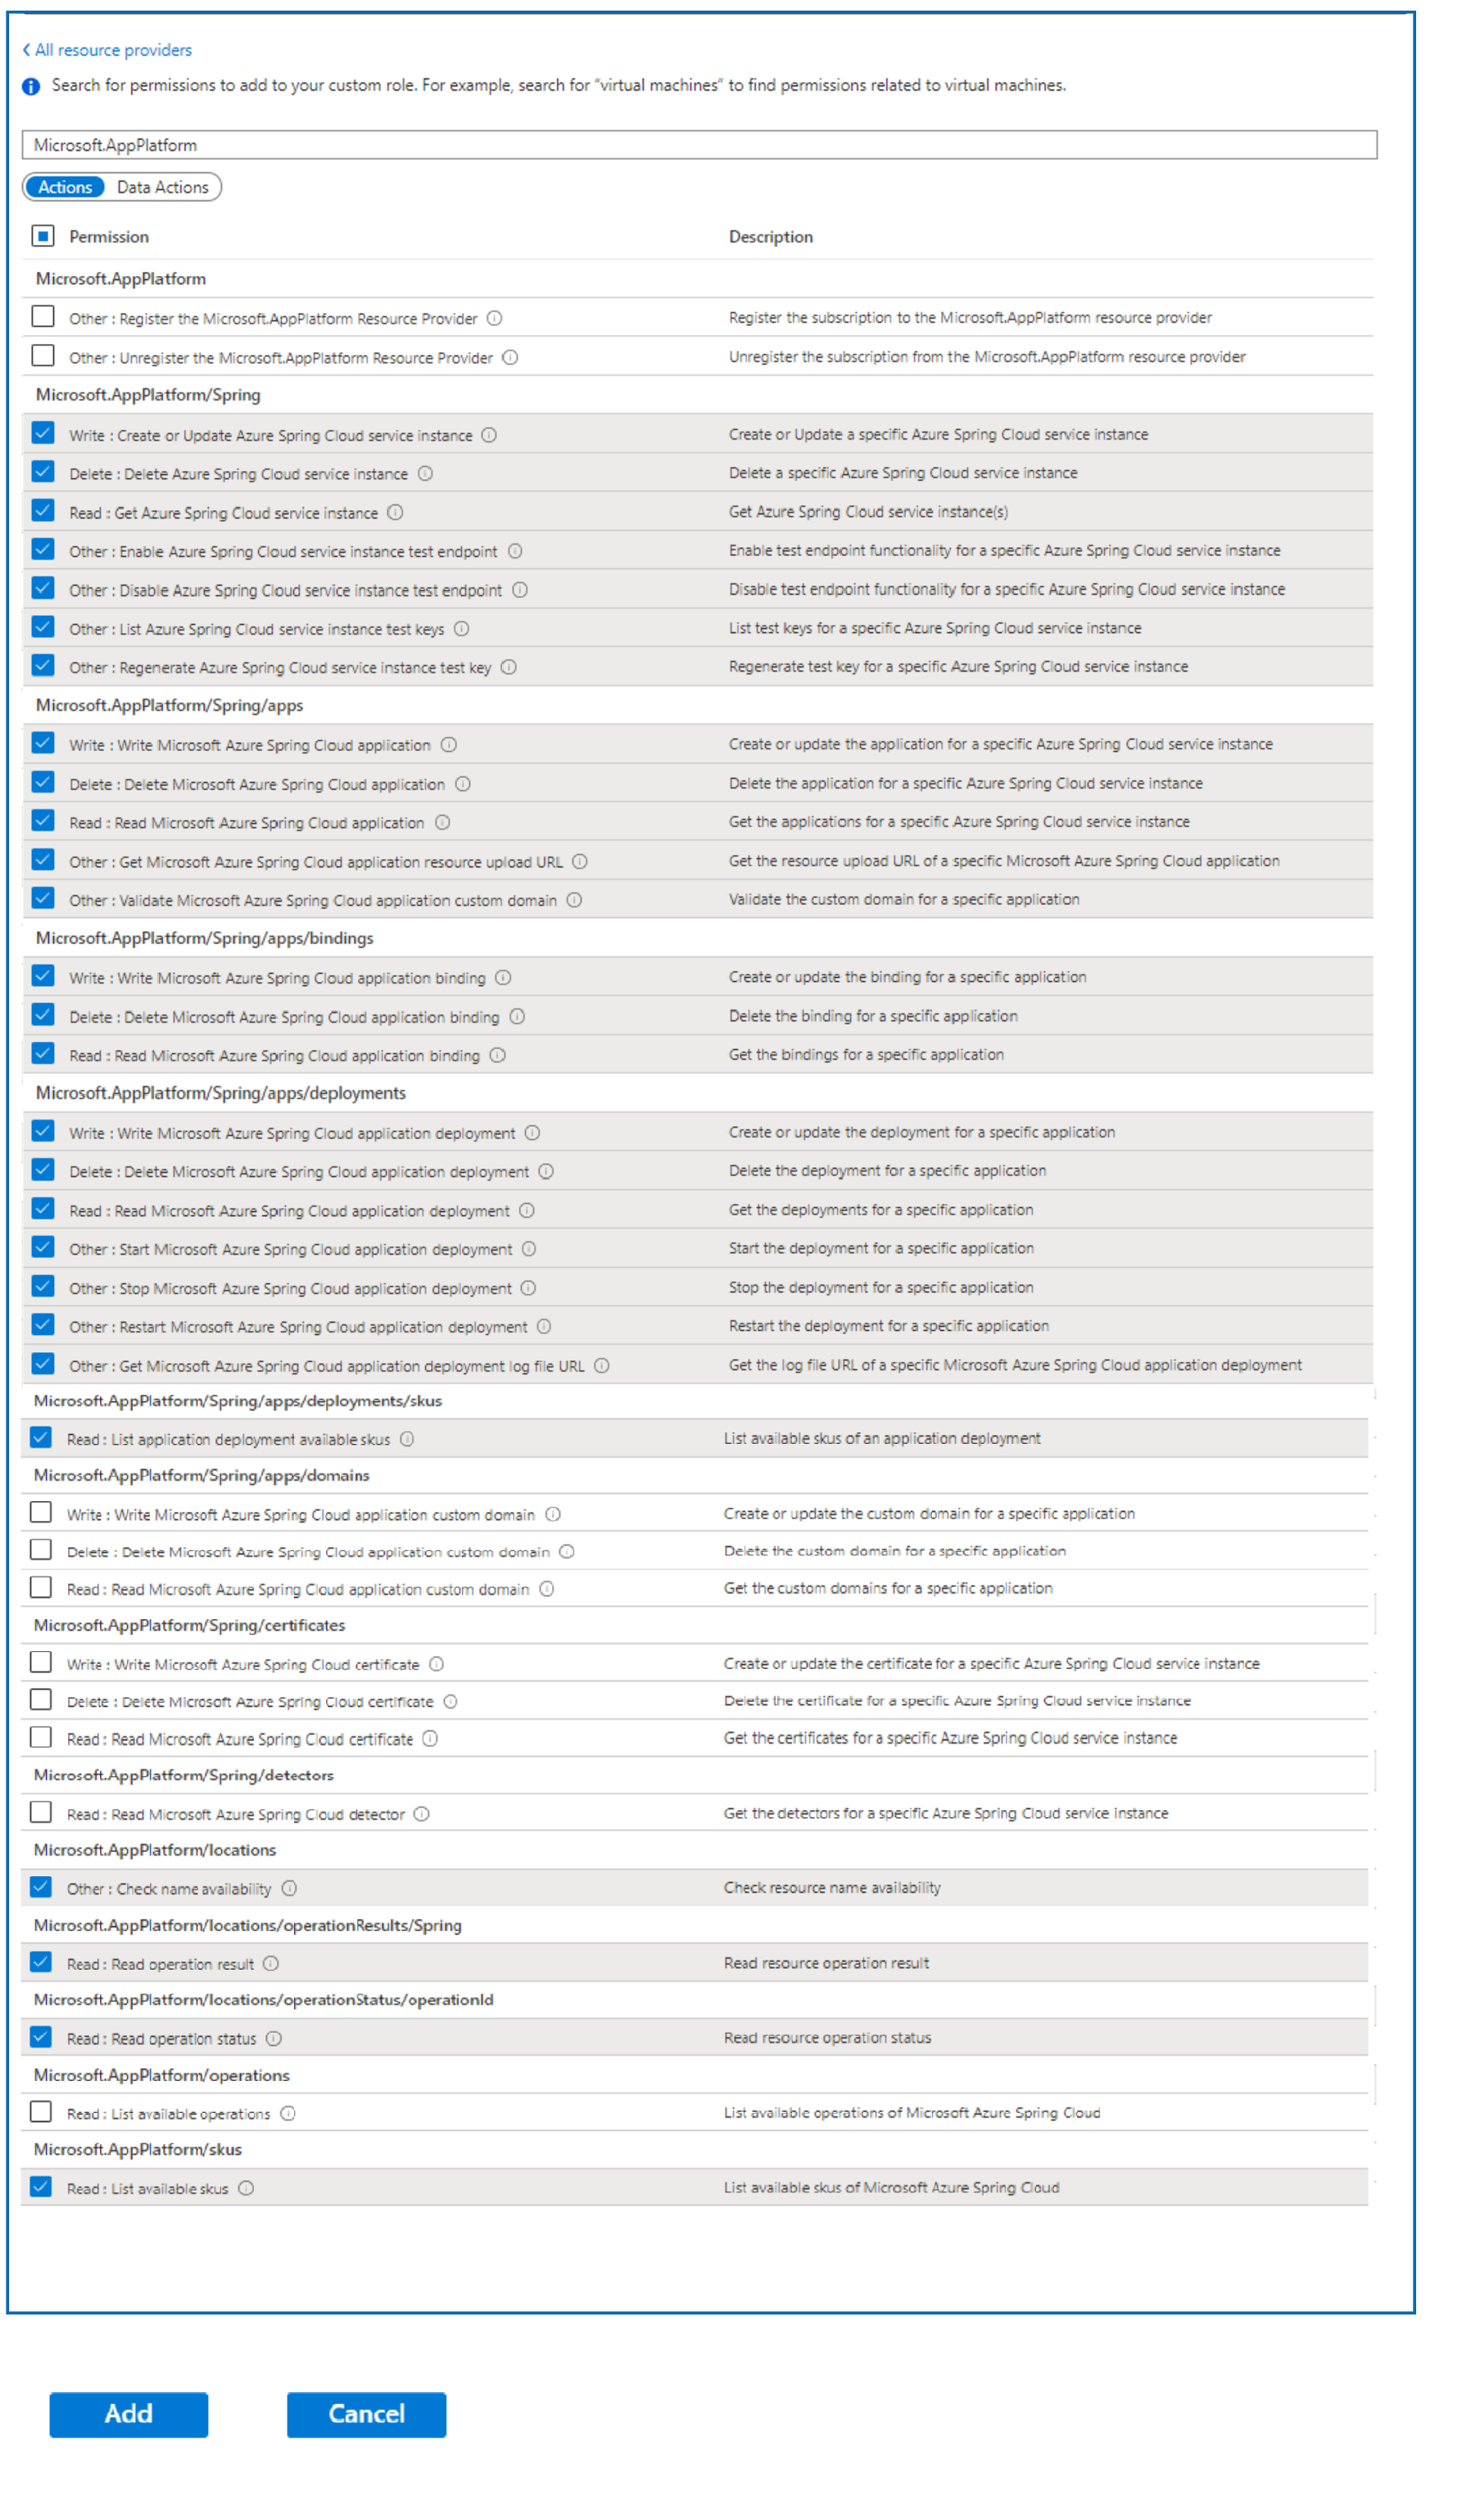 All resource providers
Search for permissions to add to your custom role. For example, search for "virtual machines" to find permissions related to virtual machines.
Microsoft.AppPlatform
Actions Data Actions
Permission Description
Microsoft.AppPlatform
Other : Register the Microsoft.AppPlatform Resource Provider Register the subscription to the Microsoft.AppPlatform resource provider
Other : Unregister the Microsoft.AppPlatform Resource Provider Unregister the subscription from the Microsoft.AppPlatform resource provider
Microsoft.AppPlatform/Spring
Write : Create or Update Azure Spring Cloud service instance Create or Update a specific Azure Spring Cloud service instance
Delete : Delete Azure Spring Cloud service instance Delete a specific Azure Spring Cloud service instance
Read : Get Azure Spring Cloud service instance Get Azure Spring Cloud service instance(s)
Other : Enable Azure Spring Cloud service instance test endpoint Enable test endpoint functionality for a specific Azure Spring Cloud service instance
Other : Disable Azure Spring Cloud service instance test endpoint Disable test endpoint functionality for a specific Azure Spring Cloud service instance
Other : List Azure Spring Cloud service instance test keys List test keys for a specific Azure Spring Cloud service instance
Other : Regenerate Azure Spring Cloud service instance test key Regenerate test key for a specific Azure Spring Cloud service instance
Microsoft.AppPlatform/Spring/apps
Write : Write Microsoft Azure Spring Cloud application Create or update the application for a specific Azure Spring Cloud service instance
Delete : Delete Microsoft Azure Spring Cloud application Delete the application for a specific Azure Spring Cloud service instance
Read : Read Microsoft Azure Spring Cloud application Get the applications for a specific Azure Spring Cloud service instance
Other : Get Microsoft Azure Spring Cloud application resource upload URL Get the resource upload URL of a specific Microsoft Azure Spring Cloud application
Other : Validate Microsoft Azure Spring Cloud application custom domain Validate the custom domain for a specific application
Microsoft.AppPlatform/Spring/apps/bindings
Write : Write Microsoft Azure Spring Cloud application binding Create or update the binding for a specific application
Delete : Delete Microsoft Azure Spring Cloud application binding Delete the binding for a specific application
Read : Read Microsoft Azure Spring Cloud application binding Get the bindings for a specific application
Microsoft.AppPlatform/Spring/apps/deployments
Write : Write Microsoft Azure Spring Cloud application deployment Create or update the deployment for a specific application
Delete : Delete Microsoft Azure Spring Cloud application deployment Delete the deployment for a specific application
Read : Read Microsoft Azure Spring Cloud application deployment Get the deployments for a specific application
Other : Start Microsoft Azure Spring Cloud application deployment Start the deployment for a specific application
Other : Stop Microsoft Azure Spring Cloud application deployment Stop the deployment for a specific application
Other : Restart Microsoft Azure Spring Cloud application deployment Restart the deployment for a specific application
Other : Get Microsoft Azure Spring Cloud application deployment log file URL Get the log file URL of a specific Microsoft Azure Spring Cloud application deployment
Microsoft.AppPlatform/Spring/apps/deployments/skus
Read : List application deployment available skus List available skus of an application deployment
Microsoft.AppPlatform/Spring/apps/domains
Write : Write Microsoft Azure Spring Cloud application custom domain Create or update the custom domain for a specific application
Delete : Delete Microsoft Azure Spring Cloud application custom domain Delete the custom domain for a specific application
Read : Read Microsoft Azure Spring Cloud application custom domain Get the custom domains for a specific application
Microsoft.AppPlatform/Spring/certificates
Write : Write Microsoft Azure Spring Cloud certificate Create or update the certificate for a specific Azure Spring Cloud service instance
Delete : Delete Microsoft Azure Spring Cloud certificate Delete the certificate for a specific Azure Spring Cloud service instance
Read : Read Microsoft Azure Spring Cloud certificate Get the certificates for a specific Azure Spring Cloud service instance
Microsoft.AppPlatform/Spring/detectors
Read : Read Microsoft Azure Spring Cloud detector Get the detectors for a specific Azure Spring Cloud service instance
Microsoft.AppPlatform/locations
Other : Check name availability Check resource name availability
Microsoft.AppPlatform/locations/operationResults/Spring
Read : Read operation result Read resource operation result
Microsoft.AppPlatform/locations/operationStatus/operationId
Read : Read operation status Read resource operation status
Microsoft.AppPlatform/operations
Read : List available operations List available operations of Microsoft Azure Spring Cloud
Microsoft.AppPlatform/skus
Read : List available skus List available skus of Microsoft Azure Spring Cloud
Add Cancel